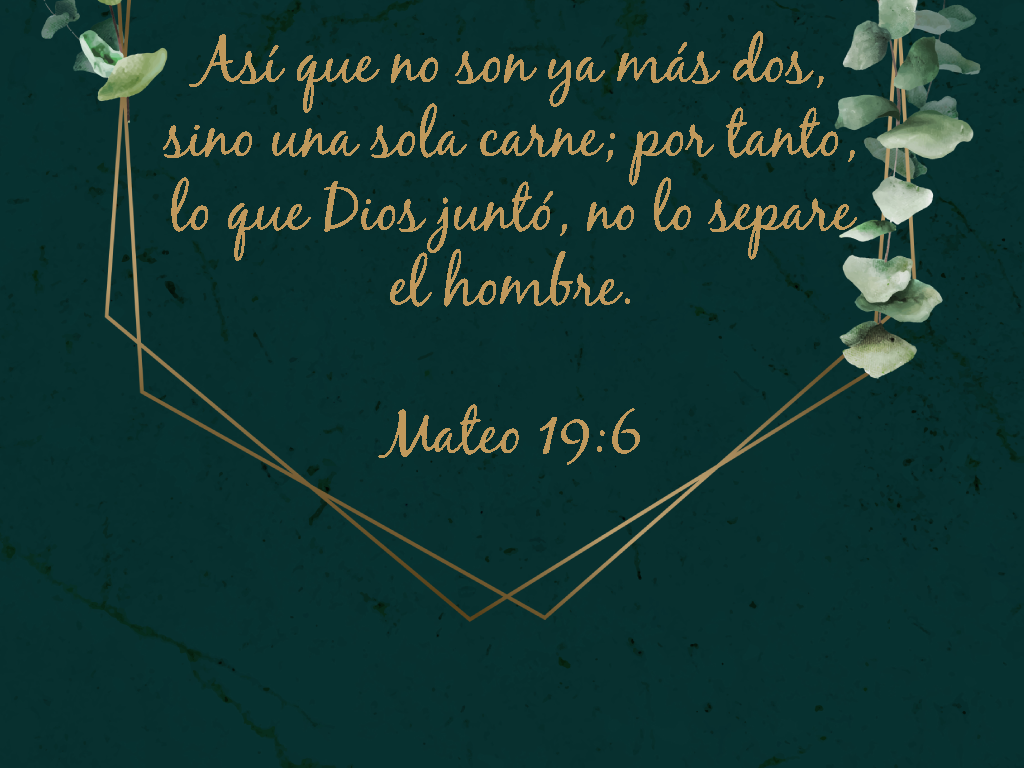 Así que no son ya más dos,
sino una sola carne; por tanto,
lo que Dios juntó, no lo separe
el hombre.
Mateo 19:6